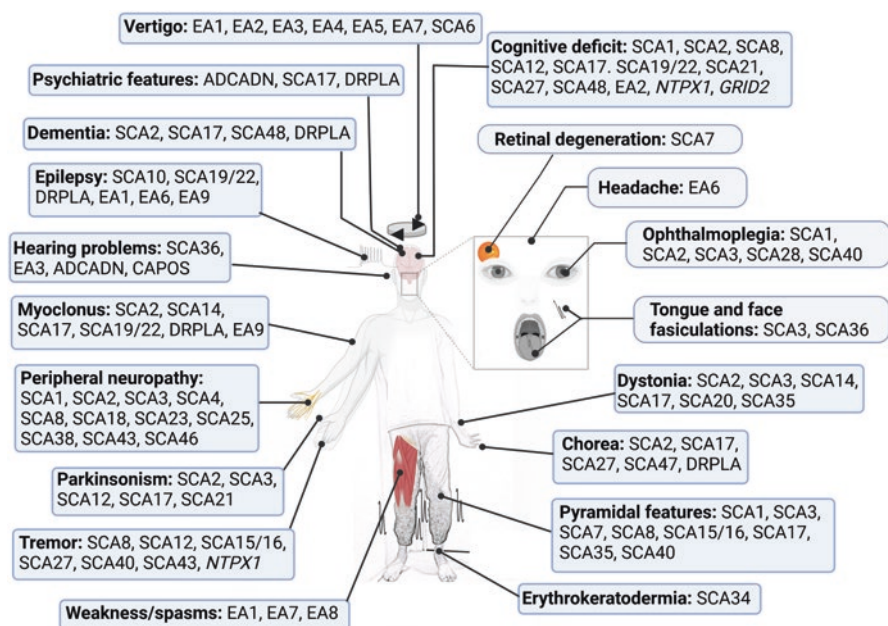 Vertigo: EA1, EA2, EA3, EA4, EA5, EA7, SCA6
Cognitive deficit: SCA1, SCA2, SCA8,
SCA12, SCA17. SCA19/22, SCA21,
SCA27, SCA48, EA2, NTPX1, GRID2
Psychiatric features: ADCADN, SCA17, DRPLA
Dementia: SCA2, SCA17, SCA48, DRPLA
Retinal degeneration: SCA7
Epilepsy: SCA10, SCA19/22,
DRPLA, EA1, EA6, EA9
Headache: EA6
Hearing problems: SCA36,
EA3, ADCADN, CAPOS
Ophthalmoplegia: SCA1,
SCA2, SCA3, SCA28, SCA40
Myoclonus: SCA2, SCA14,
SCA17, SCA19/22, DRPLA, EA9
Tongue and face
fasiculations: SCA3, SCA36
Peripheral neuropathy:
SCA1, SCA2, SCA3, SCA4,
SCA8, SCA18, SCA23, SCA25,
SCA38, SCA43, SCA46
Dystonia: SCA2, SCA3, SCA14,
SCA17, SCA20, SCA35
Chorea: SCA2, SCA17,
SCA27, SCA47, DRPLA
Parkinsonism: SCA2, SCA3,
SCA12, SCA17, SCA21
Pyramidal features: SCA1, SCA3,
SCA7, SCA8, SCA15/16, SCA17,
SCA35, SCA40
Tremor: SCA8, SCA12, SCA15/16,
SCA27, SCA40, SCA43, NTPX1
Erythrokeratodermia: SCA34
Weakness/spasms: EA1, EA7, EA8